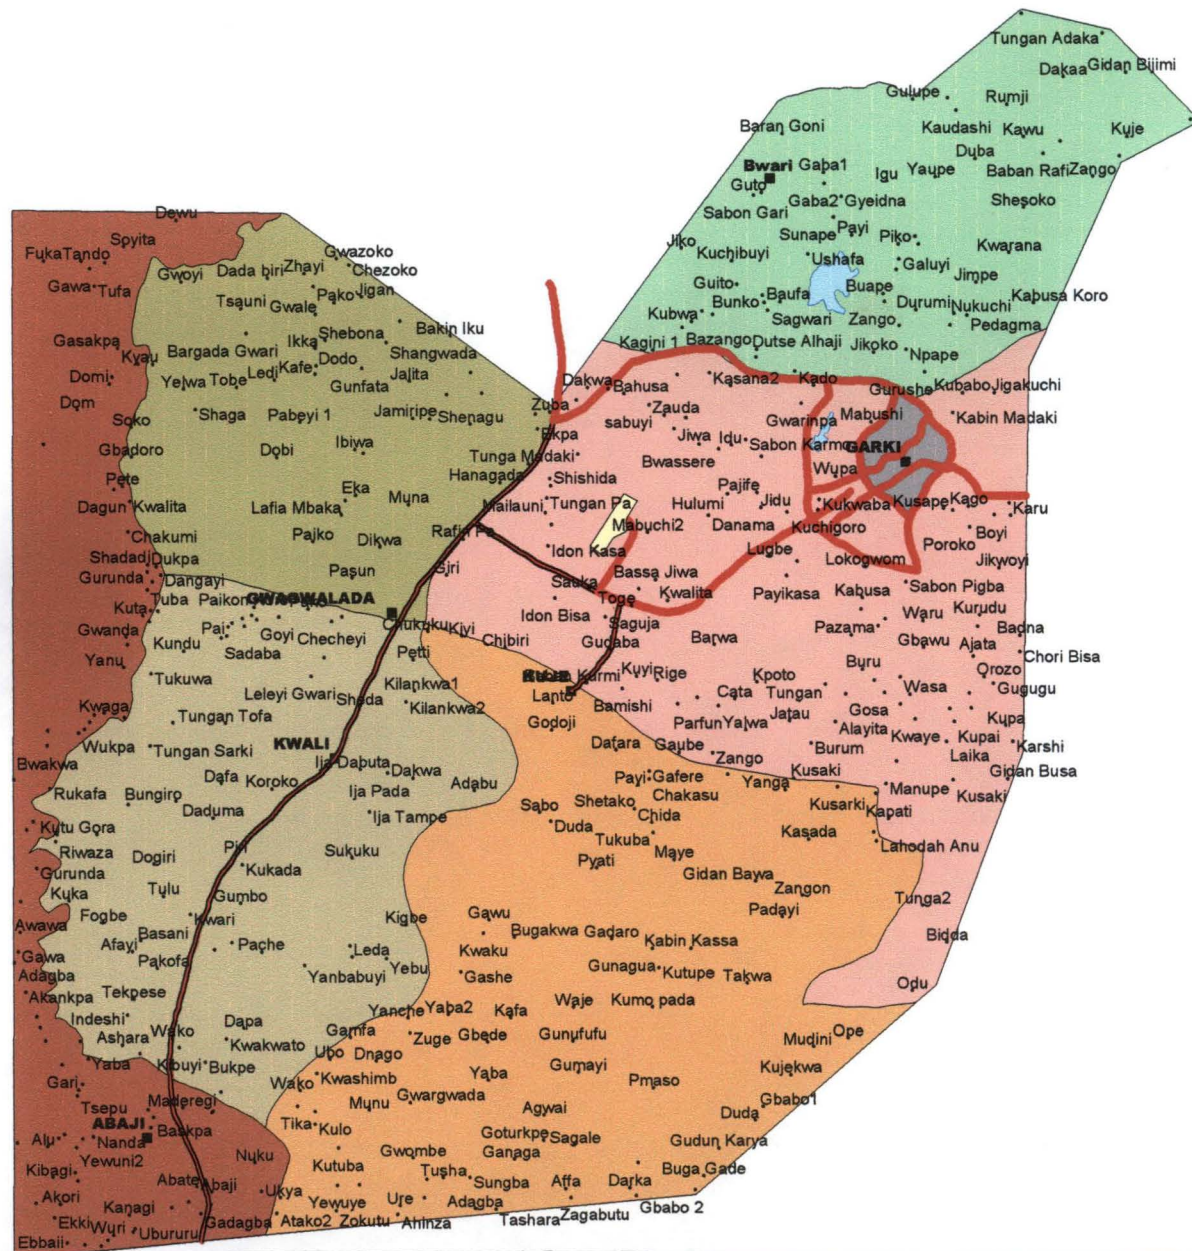 Tungan Adaka
Dakaa
Gidan Bijimi
Gulupe
Rumji
Baran Goni
Kaudashi
Kawu
Kuje
Duba
Bwari
Gaba1
Igu
Yaupe
Baban Rafi
Zango
Guto
Gaba2
Gyeidna
Shesoko
Sabon Gari
Dewu
Sunape
Payi
Piko
Kwarana
Jiko
Kuchibuyi
Soyita
Fuka
Tando
Gwazoko
Chezoko
Gwoyi
Dada biri
Zhayi
Ushafa
Galuyi
Jimpe
Gawa
Tufa
Pako
Jigan
Guito
Baufa
Buape
Durumi
Nukuchi
Kabusa Koro
Tsauni
Gwale
Bunko
Kubwa
Sagwari
Zango
Pedagma
Gasakpa
Kyau
Ikka
Shebona
Bakin Iku
Kagini 1
Bazango
Dutse Alhaji
Jikoko
Npape
Bargada Gwari
Kafe
Dodo
Shangwada
Domi
Yelwa
Tobe
Ledi
Gunfata
Jalita
Dakwa
Bahusa
Kasana2
Kado
Gurushe
Kubabo
Jigakuchi
Dom
Soko
Shaga
Pabeyi 1
Jamiripe
Shenagu
Zuba
Zauda
sabuyi
Gwarinpa
Mabushi
Kabin Madaki
Gbadoro
Dobi
Ibiwa
Ekpa
Jiwa
Idu
Sabon Karmo
GARKI
Tunga Madaki
Bwassere
Wupa
Pete
Hanagada
Shishida
Pajife
Dagun
Kwalita
Lafia Mbaka
Eka
Muna
Mailauni
Tungan Pa
Hulumi
Jidu
Kukwaba
Kusape
Kago
Karu
Chakumi
Pajko
Dikwa
Rafin Pa
Mabuchi2
Danama
Kuchigoro
Boyi
Shadadi
Dukpa
Idon Kasa
Lugbe
Lokogwom
Poroko
Jikwoyi
Gurunda
Dangayi
Pasun
Giri
Sauka
Bassa Jiwa
Kuta
Tuba
GWAGWALADA
Toge
Kwalita
Payikasa
Kabusa
Sabon Pigba
Gwanda
Pai
Goyi
Checheyi
Chukuku
Kiyi
Chibiri
Idon Bisa
Saguja
Waru
Kurudu
Kundu
Sadaba
Gudaba
Barwa
Pazama
Gbawu
Ajata
Badna
Yanu
Petti
Chori Bisa
Tukuwa
Kilankwa1
KUJE
Kuyi
Rige
Kpoto
Buru
Orozo
Leleyi Gwari
Sheda
Lanto
Cata
Tungan
Wasa
Gugugu
Kwaga
Tungan Tofa
Kilankwa2
Godoji
Bamishi
Parfun
Yalwa
Jatau
Gosa
Kupa
Wukpa
Tungan Sarki
KWALI
Datara
Gaube
Alayita
Kwaye
Kupai
Karshi
Bwakwa
Ija Dabuta
Zango
Burum
Laika
Dafa
Koroko
Dakwa
Adabu
Payi
Gafere
Yanga
Kusaki
Gidan Busa
Rukafa
Bungiro
Ija Pada
Chakasu
Manupe
Kusaki
Daduma
Sabo
Shetako
Chida
Kusarki
Kapati
Kutu Gora
Ija Tampe
Duda
Tukuba
Kasada
Riwaza
Dogiri
Piri
Sukuku
Pyati
Maye
Lahodah Anu
Gurunda
Kukada
Gidan Bawa
Kuka
Tulu
Gumbo
Zangon
Tunga2
Fogbe
Kwari
Kigbe
Gawu
Padayi
Awawa
Basani
Bugakwa
Gadaro
Bidda
Afayi
Pache
Leda
Kwaku
Kabin Kassa
Gawa
Pakofa
Yebu
Gunagua
Kutupe
Takwa
Adagba
Yanbabuyi
Gashe
Odu
Akankpa
Tekpese
Yanche
Yaba2
Kafa
Waje
Kumo pada
Indeshi
Dapa
Ashara
Wako
Gamfa
Zuge
Gbede
Gunufufu
Mudini
Ope
Kwakwato
Ubo
Dnago
Yaba
Kibuyi
Bukpe
Gumayi
Kujekwa
Gari
Wako
Kwashimb
Yaba
Pmaso
Tsepu
Maderegi
Munu
Gwargwada
Agwai
Gbabo1
ABAJI
Baskpa
Tika
Kulo
Duda
Alu
Nanda
Goturkpe
Sagale
Gudun Karya
Yewuni2
Nuku
Gwombe
Ganaga
Kibagi
Kutuba
Tusha
Buga Gade
Abate
Abaji
Sungba
Affa
Darka
Akori
Kanagi
Ukya
Yewuye
Ure
Adagba
Gbabo 2
Ekki
Wuri
Gadagba
Atako2
Zokutu
Ahinza
Tashara
Zagabutu
Ebbaii
Ubururu